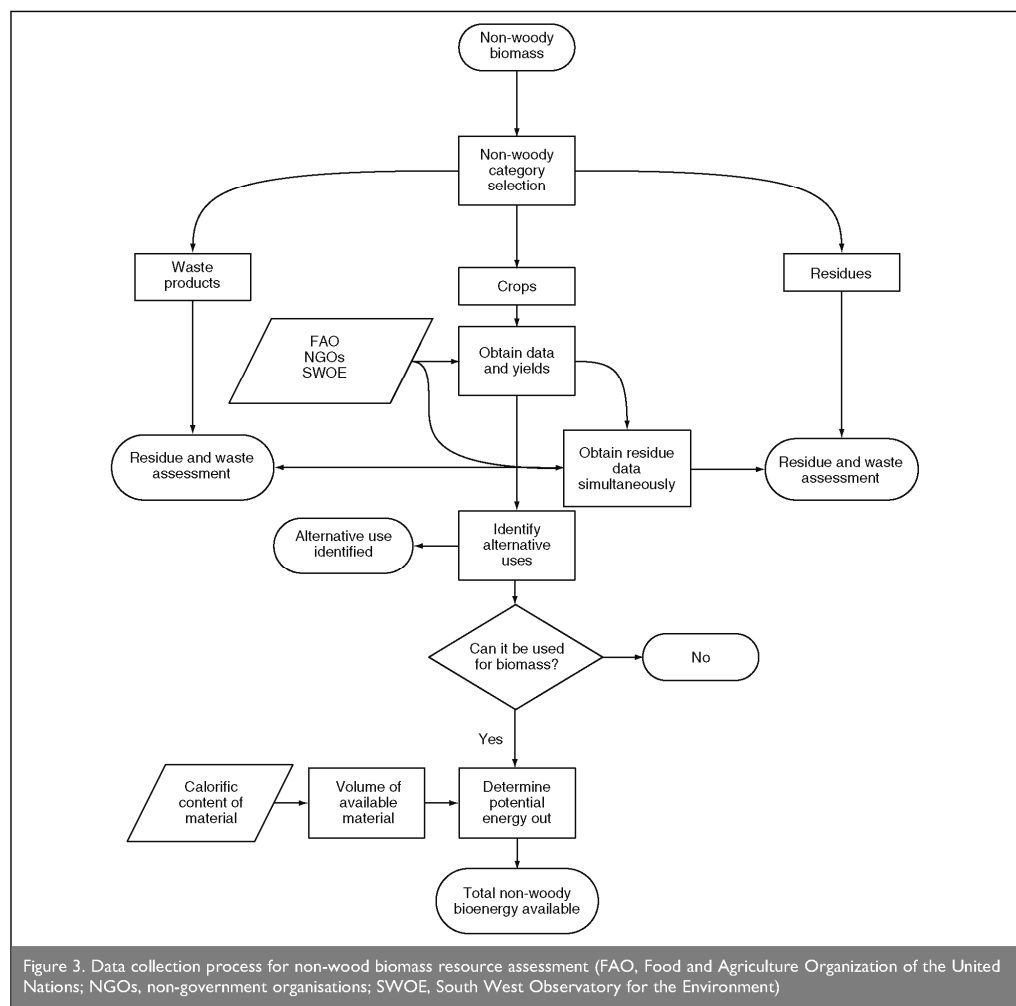 Non-woody
biomass
Non-woody
category
selection
Waste
products
Crops
Residues
FAO
NGOs
SWOE
Obtain data
and yields
Residue and waste
assessment
Obtain residue
data
simultaneously
Residue and waste
assessment
Alternative use
identified
Identify
alternative
uses
Can it be used
for biomass?
No
Yes
Calorific
content of
material
Volume of
available
material
Determine
potential
energy out
Total non-woody
bioenergy available
Figure 3. Data collection process for non-wood biomass resource assessment (FAO, Food and Agriculture Organization of the United
Nations; NGOs, non-government organisations; SWOE, South West Observatory for the Environment)